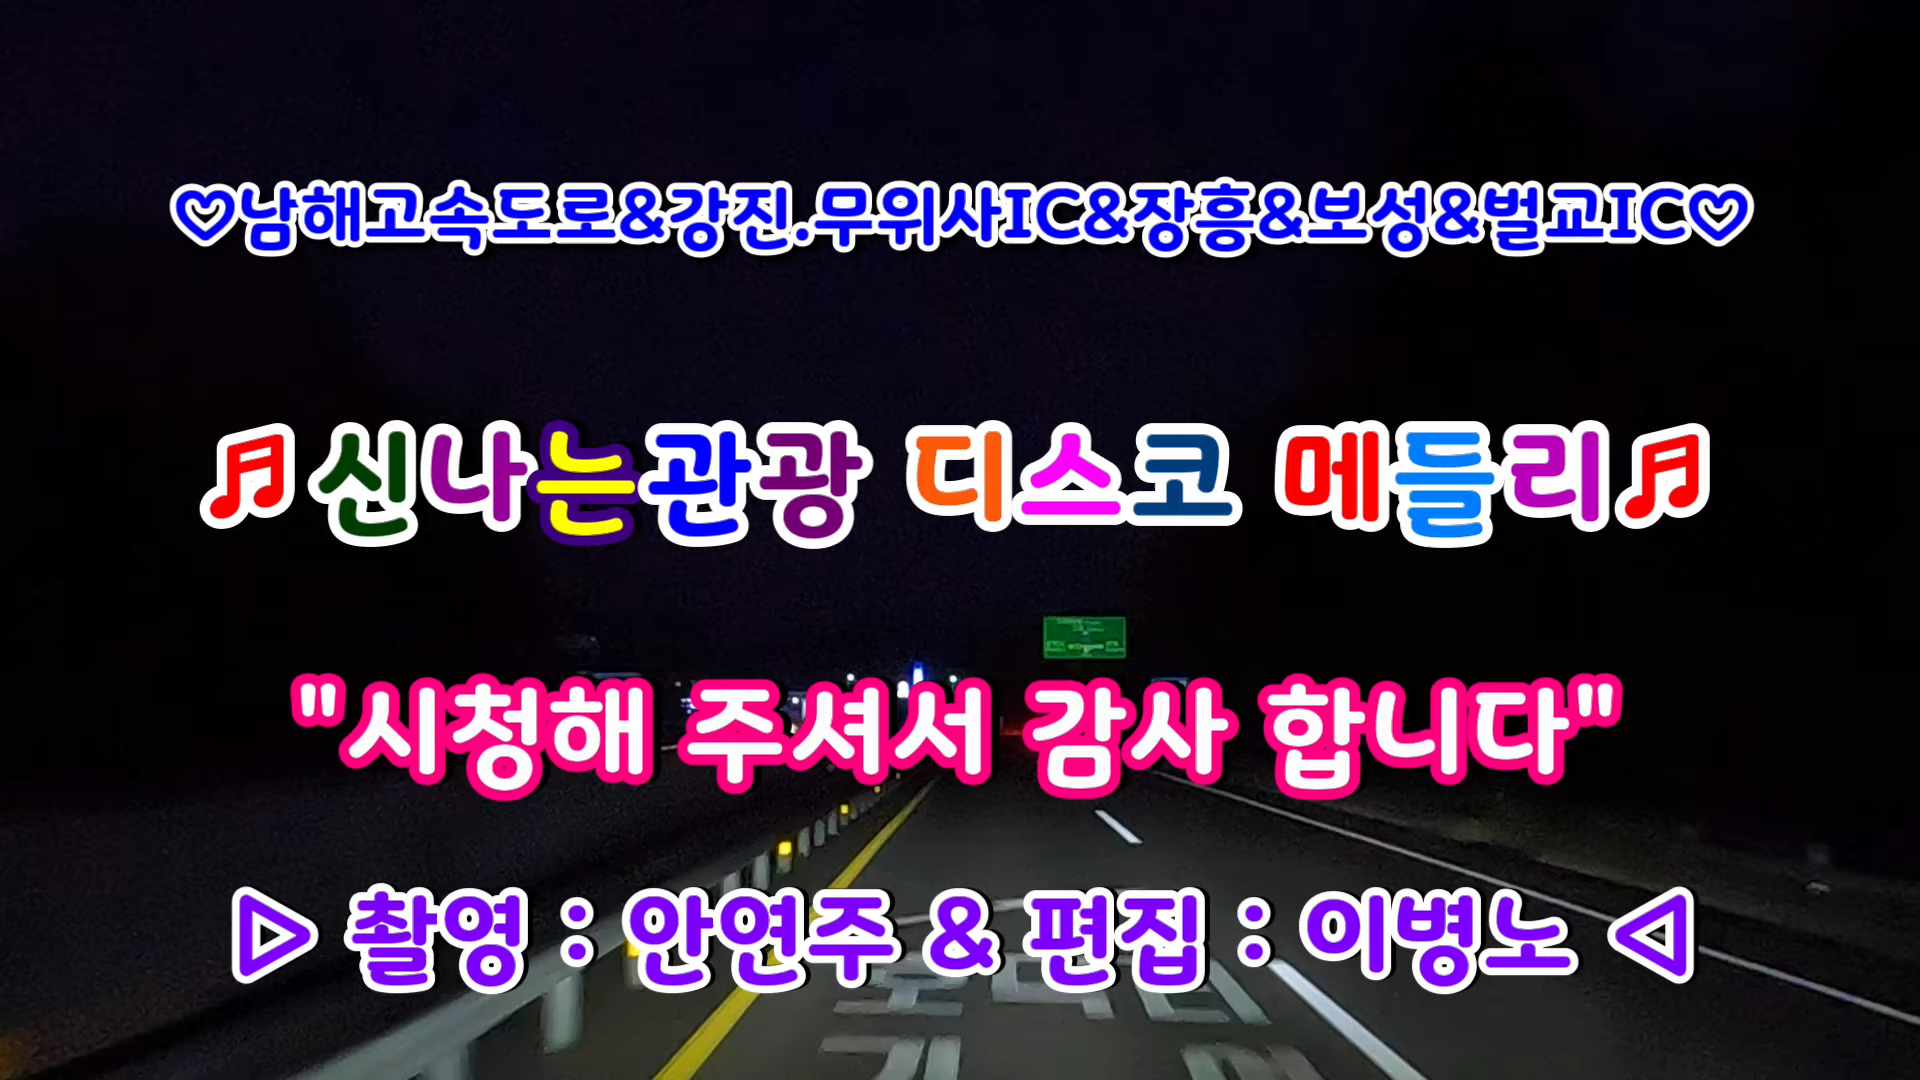 ♡남해고속도로&강진.무위사IC&장흥&보성&벌교IC♡
♬신나는관광 디스코 메들리♬
"시청해 주셔서 감사 합니다"
▷ 촬영 : 안연주 & 편집 : 이병노 ◁